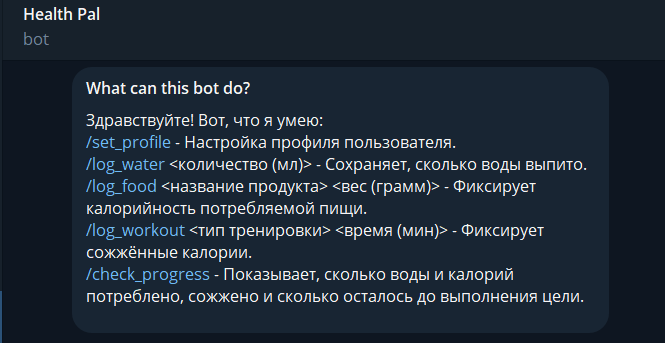 Health Pal
bot
What can this bot do?
Здравствуйте! Вот, что я умею:
/set_profile - Настройка профиля пользователя.
/log_water <количество (мл)> - Сохраняет, сколько воды выпито.
/log_food <название продукта> <вес (грамм)> - Фиксирует
калорийность потребляемой пищи.
/log_workout <тип тренировки> <время (мин)> - Фиксирует
сожжённые калории.
/check_progress - Показывает, сколько воды и калорий
потреблено, сожжено и сколько осталось до выполнения цели.